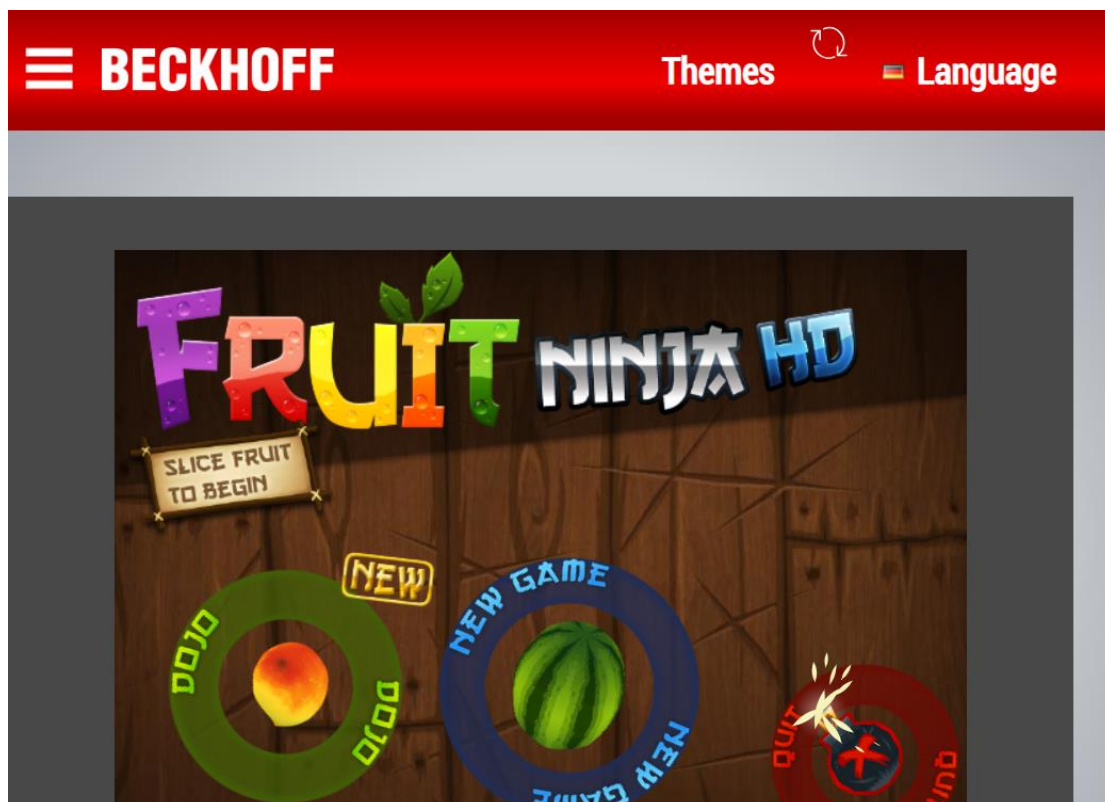 BECKHOFF
Themes
Language
FRUIT NINJA HD
SLICE FRUIT
TO BEGIN
NEW
DOJO
DOJO
NEW GAME
NEW GAME
QUIT